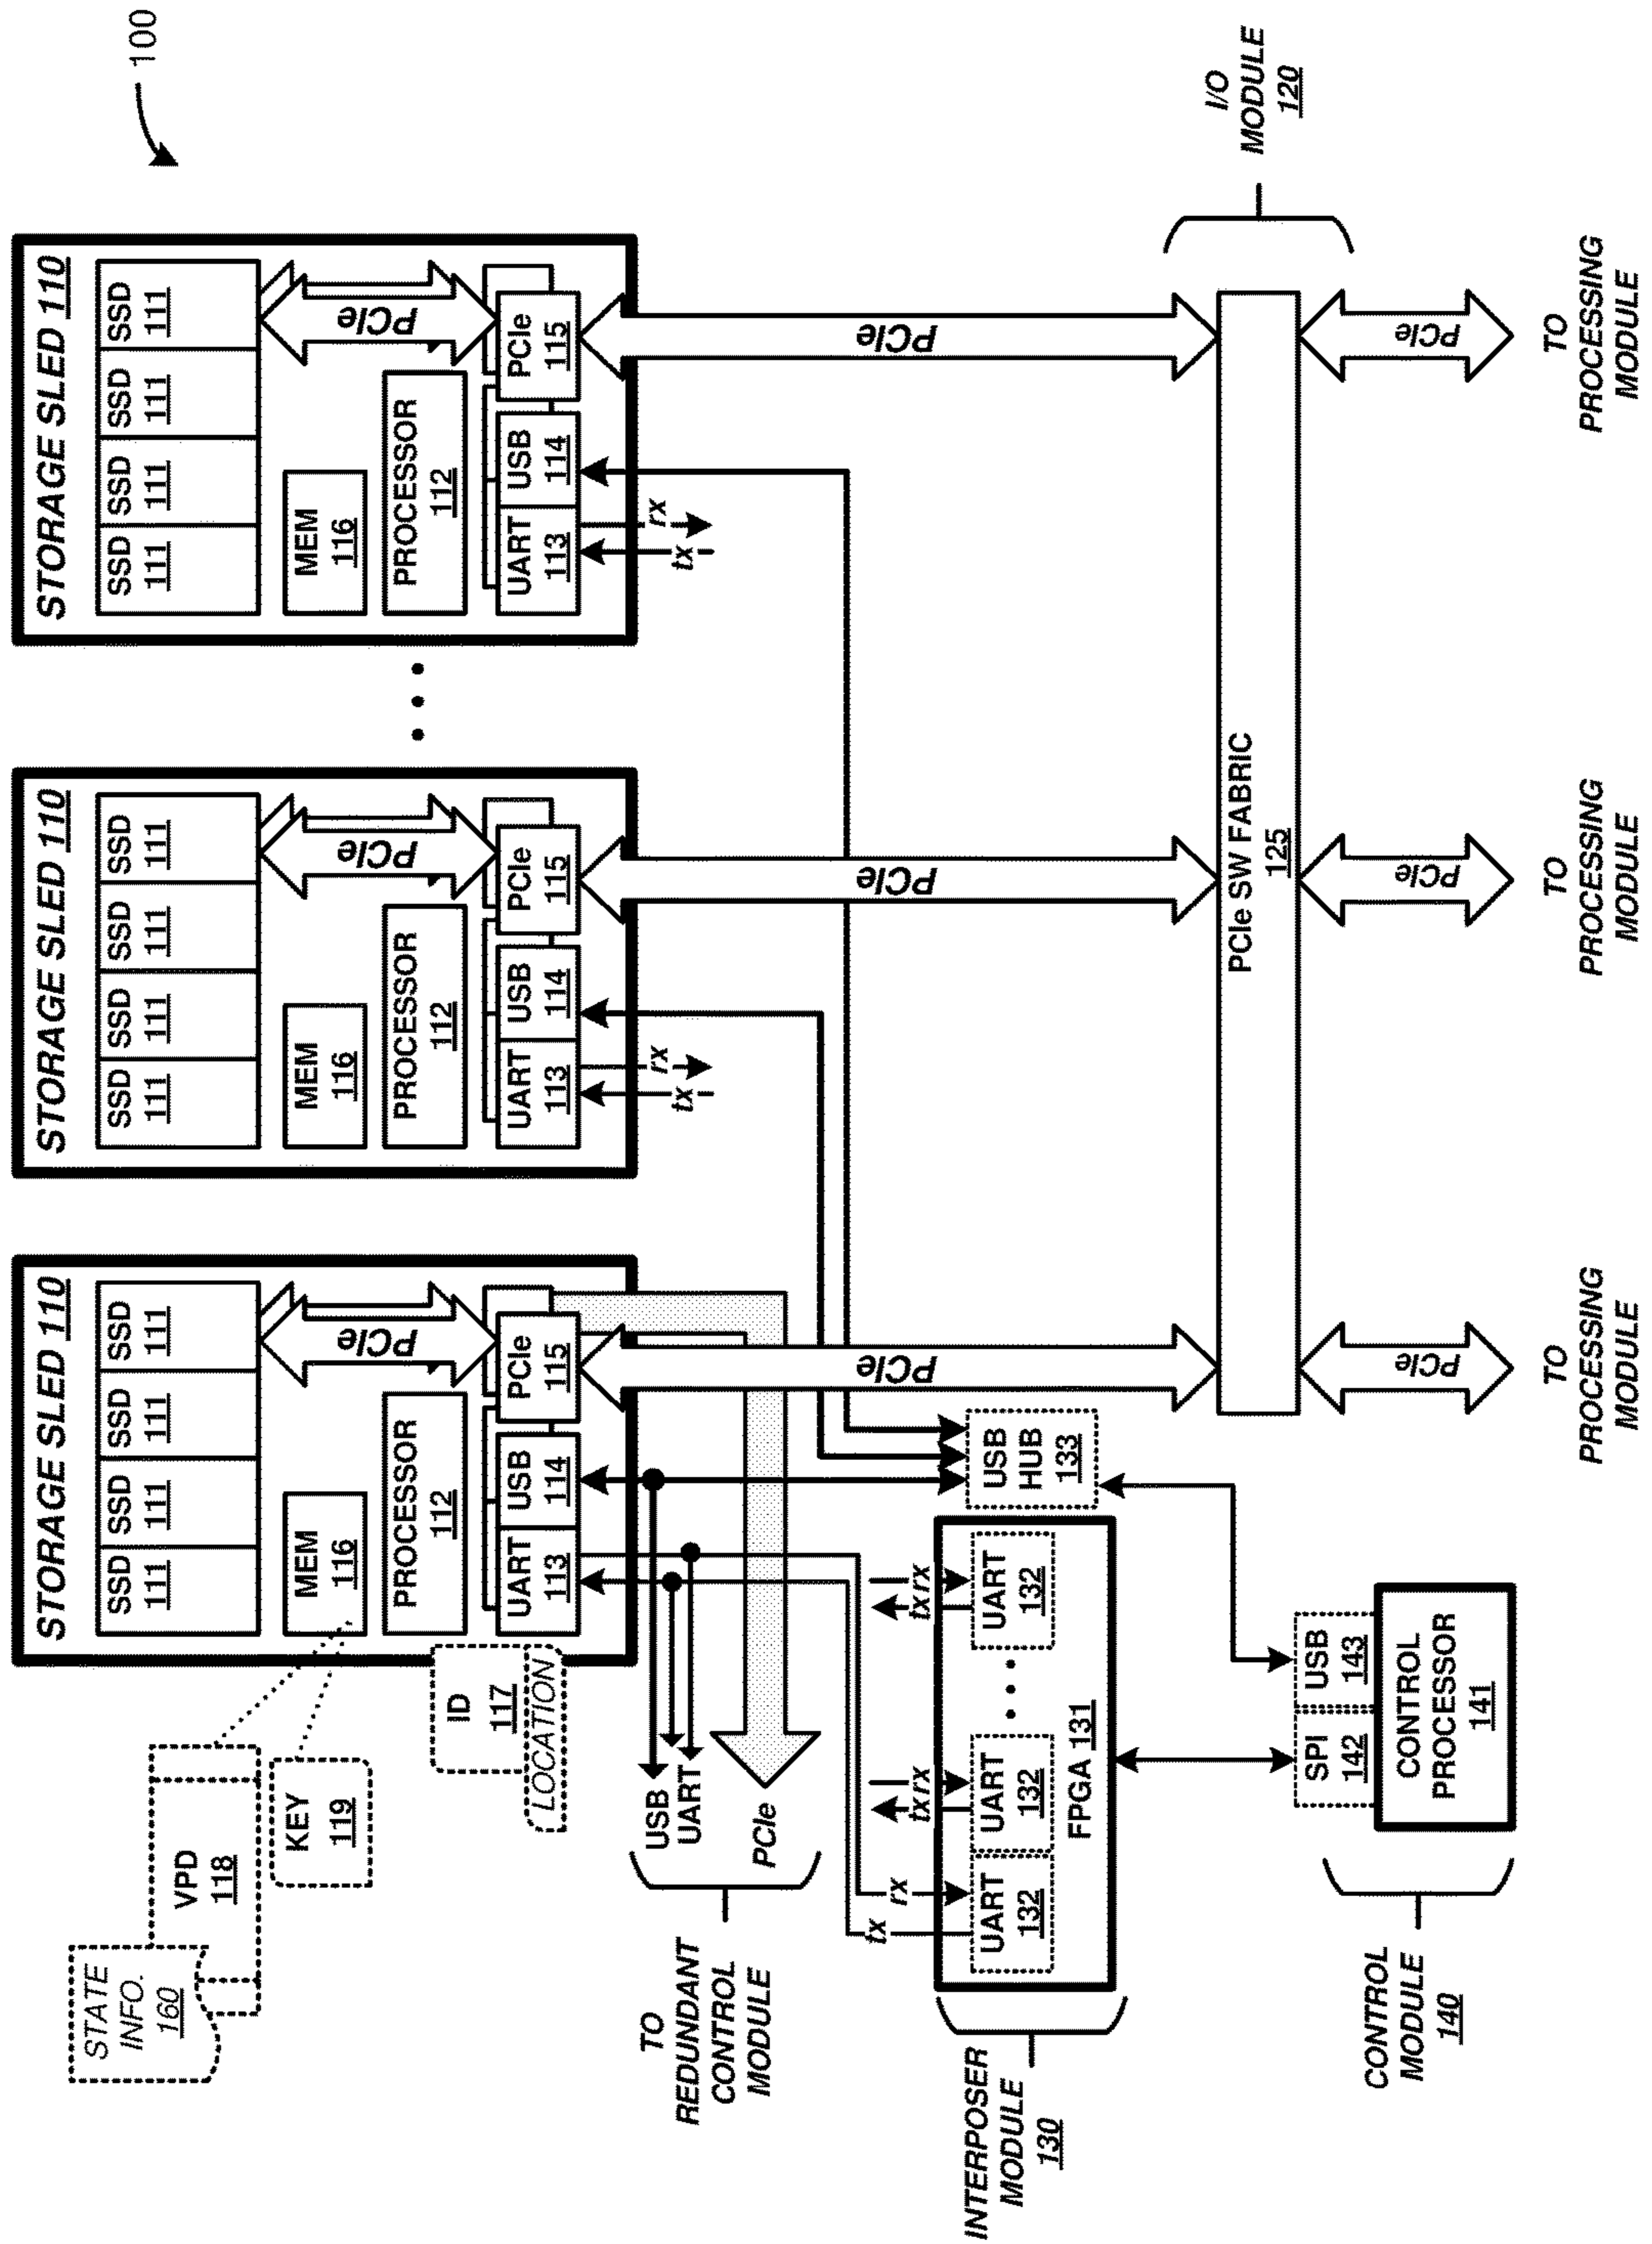 100
STORAGE SLED 110
SSD
111
SSD
111
SSD
111
SSD
111
PCIe
MEM
116
PROCESSOR
112
UART
113
USB
114
PCIe
115
STORAGE SLED 110
SSD
111
SSD
111
SSD
111
SSD
111
PCIe
MEM
116
PROCESSOR
112
UART
113
USB
114
PCIe
115
tx
rx
STORAGE SLED 110
SSD
111
SSD
111
SSD
111
SSD
111
PCIe
MEM
116
PROCESSOR
112
UART
113
USB
114
PCIe
115
tx
rx
STATE
INFO.
160
VPD
118
KEY
119
ID
117
LOCATION
USB
UART
PCIe
TO
REDUNDANT
CONTROL
MODULE
PCIe
PCIe
PCIe
tx
rx
tx
rx
tx
rx
UART
132
UART
132
UART
132
FPGA 131
USB
HUB
133
INTERPOSER
MODULE
130
PCIe SW FABRIC
125
I/O
MODULE
120
PCIe
PCIe
PCIe
SPI
142
USB
143
CONTROL
PROCESSOR
141
CONTROL
MODULE
140
TO
PROCESSING
MODULE
TO
PROCESSING
MODULE
TO
PROCESSING
MODULE